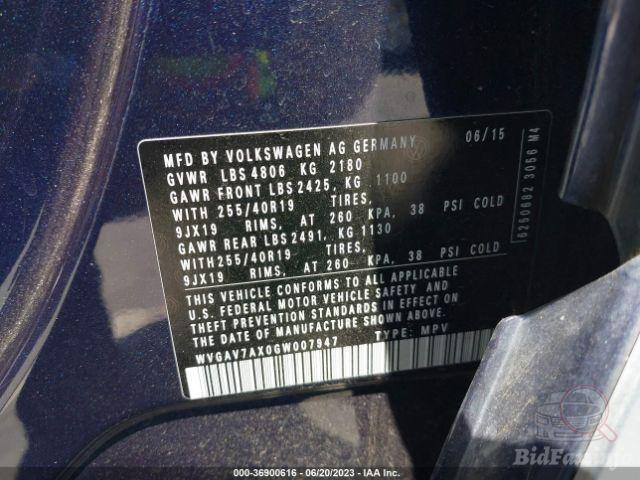 MFD BY VOLKSWAGEN AG GERMANY 06/15
GVWR LBS 4806 KG 2180
GAWR FRONT LBS 2425, KG 1100
WITH 255/40R19 TIRES,
9JX19 RIMS, AT 260 KPA, 38 PSI COLD
GAWR REAR LBS 2491, KG 1130
WITH 255/40R19 TIRES,
9JX19 RIMS, AT 260 KPA, 38 PSI COLD
THIS VEHICLE CONFORMS TO ALL APPLICABLE
U.S. FEDERAL MOTOR VEHICLE SAFETY AND
THEFT PREVENTION STANDARDS IN EFFECT ON
THE DATE OF MANUFACTURE SHOWN ABOVE.
WVGAV7AX0GW007947 TYPE: MPV
6250682 3056 M4
BidFax.Info
000-36900616 - 06/20/2023 - IAA Inc.